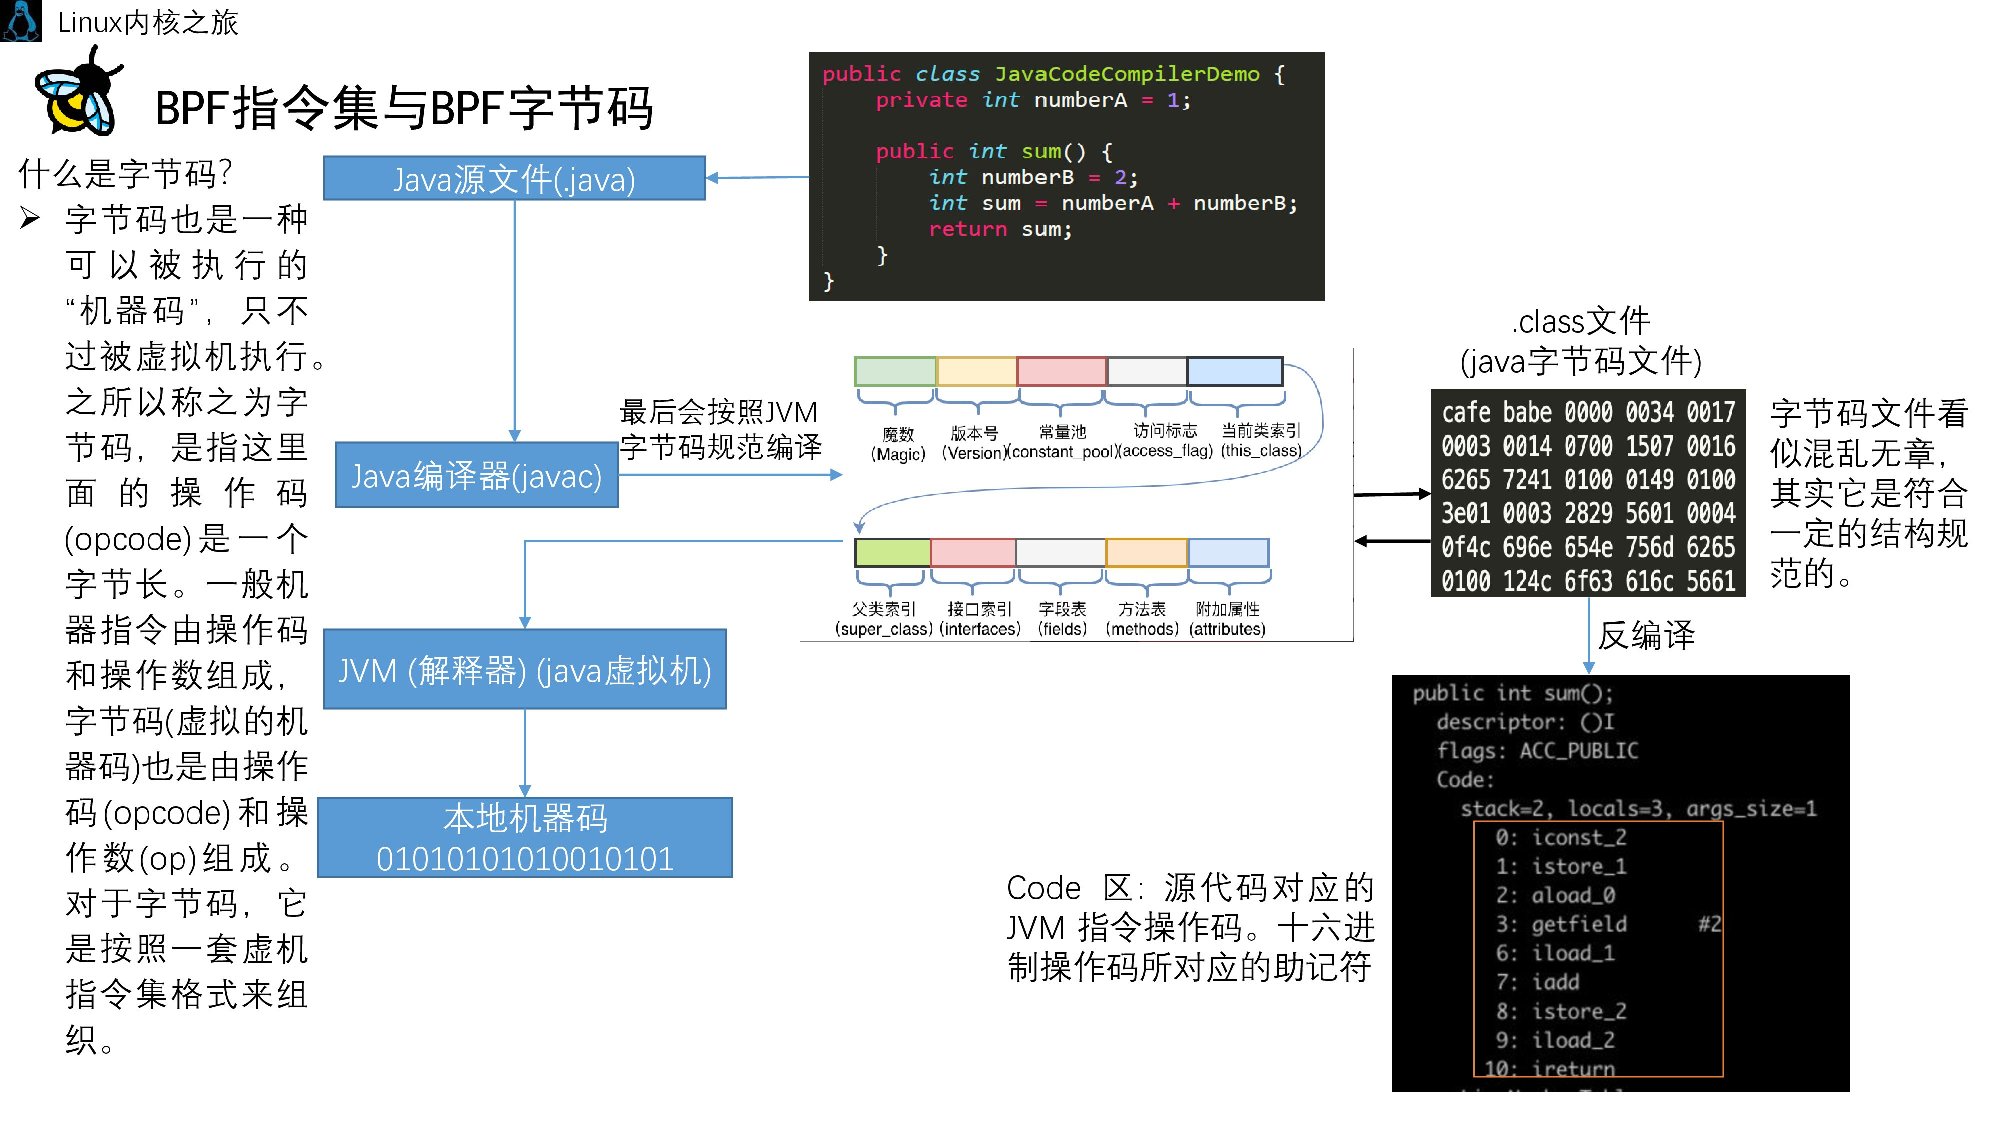 Linux内核之旅
BPF指令集与BPF字节码
什么是字节码？
字节码也是一种
可以被执行的
“机器码”，只不
过被虚拟机执行。
之所以称之为字
节码，是指这里
面的操作码
(opcode)是一个
字节长。一般机
器指令由操作码
和操作数组成，
字节码(虚拟的机
器码)也是由操作
码(opcode)和操
作数(op)组成。
对于字节码，它
是按照一套虚机
指令集格式来组
织。
Java源文件(.java)
Java编译器(javac)
最后会按照JVM
字节码规范编译
JVM (解释器) (java虚拟机)
本地机器码
01010101010010101
public class JavaCodeCompilerDemo {
private int numberA = 1;
public int sum() {
int numberB = 2;
int sum = numberA + numberB;
return sum;
}
}
魔数 版本号 常量池 访问标志 当前类索引
(Magic) (Version) (constant_pool) (access_flag) (this_class)
父类索引 接口索引 字段表 方法表 附加属性
(super_class) (interfaces) (fields) (methods) (attributes)
.class文件
(java字节码文件)
cafe babe 0000 0034 0017
0003 0014 0700 1507 0016
6265 7241 0100 0149 0100
3e01 0003 2829 5601 0004
0f4c 696e 654e 756d 6265
0100 124c 6f63 616c 5661
字节码文件看
似混乱无章，
其实它是符合
一定的结构规
范的。
反编译
public int sum();
descriptor: ()I
flags: ACC_PUBLIC
Code:
stack=2, locals=3, args_size=1
0: iconst_2
1: istore_1
2: aload_0
3: getfield #2
6: iload_1
7: iadd
8: istore_2
9: iload_2
10: ireturn
Code 区：源代码对应的
JVM 指令操作码。十六进
制操作码所对应的助记符